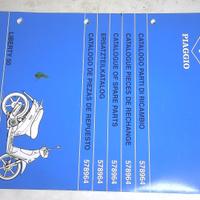 PIAGGIO
CATALOGO PARTI DI RICAMBIO 578964
CATALOGUE PIECES DE RECHANGE 578964
CATALOGUE OF SPARE PARTS 578964
ERSATZTEILKATALOG 578964
CATALOGO DE PIEZAS DE REPUESTO 578964
LIBERTY 50